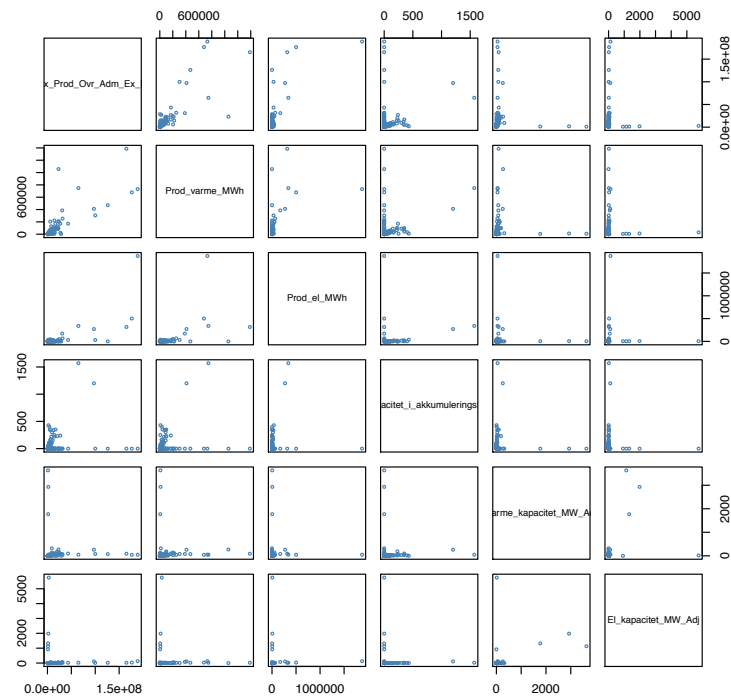 0 600000
0 500 1500
0 2000 5000
x_Prod_Ovr_Adm_Ex_
0.0e+00 1.5e+08
0 600000
Prod_varme_MWh
Prod_el_MWh
0 1000000
0 500 1500
acitet_i_akkumulerings
arme_kapacitet_MW_A
0 2000
0 2000 5000
El_kapacitet_MW_Adj
0.0e+00 1.5e+08
0 1000000
0 2000